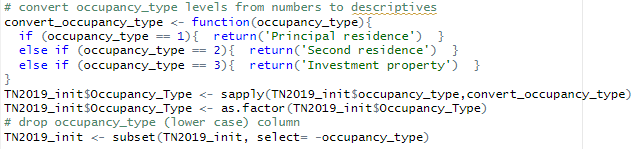 # convert occupancy_type levels from numbers to descriptives
convert_occupancy_type <- function(occupancy_type){
  if (occupancy_type == 1){  return('Principal residence')  }
  else if (occupancy_type == 2){  return('Second residence')  }
  else if (occupancy_type == 3){  return('Investment property')  }
}
TN2019_init$Occupancy_Type <- sapply(TN2019_init$occupancy_type,convert_occupancy_type)
TN2019_init$Occupancy_Type <- as.factor(TN2019_init$Occupancy_Type)
# drop occupancy_type (lower case) column
TN2019_init <- subset(TN2019_init, select= -occupancy_type)